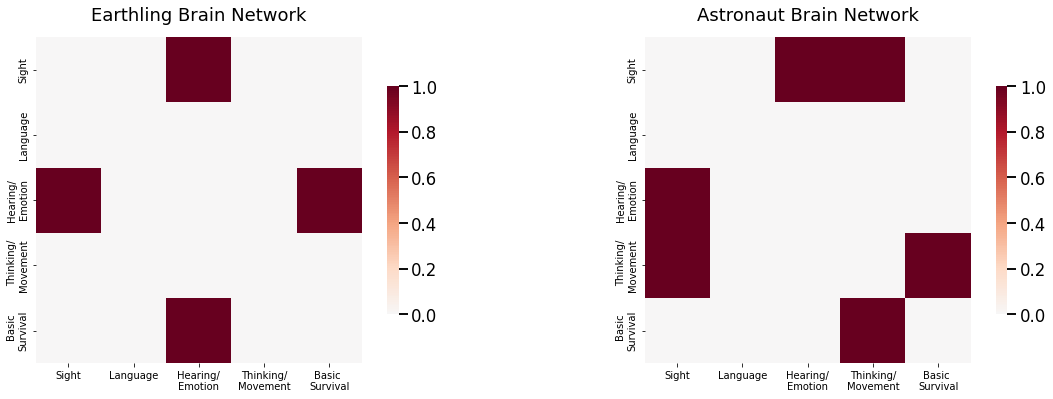 Earthling Brain Network
Astronaut Brain Network
Sight
Language
Hearing/
Emotion
Thinking/
Movement
Basic
Survival
1.0
0.8
0.6
0.4
0.2
0.0
Sight
Language
Hearing/
Emotion
Thinking/
Movement
Basic
Survival
Sight
Language
Hearing/
Emotion
Thinking/
Movement
Basic
Survival
1.0
0.8
0.6
0.4
0.2
0.0
Sight
Language
Hearing/
Emotion
Thinking/
Movement
Basic
Survival